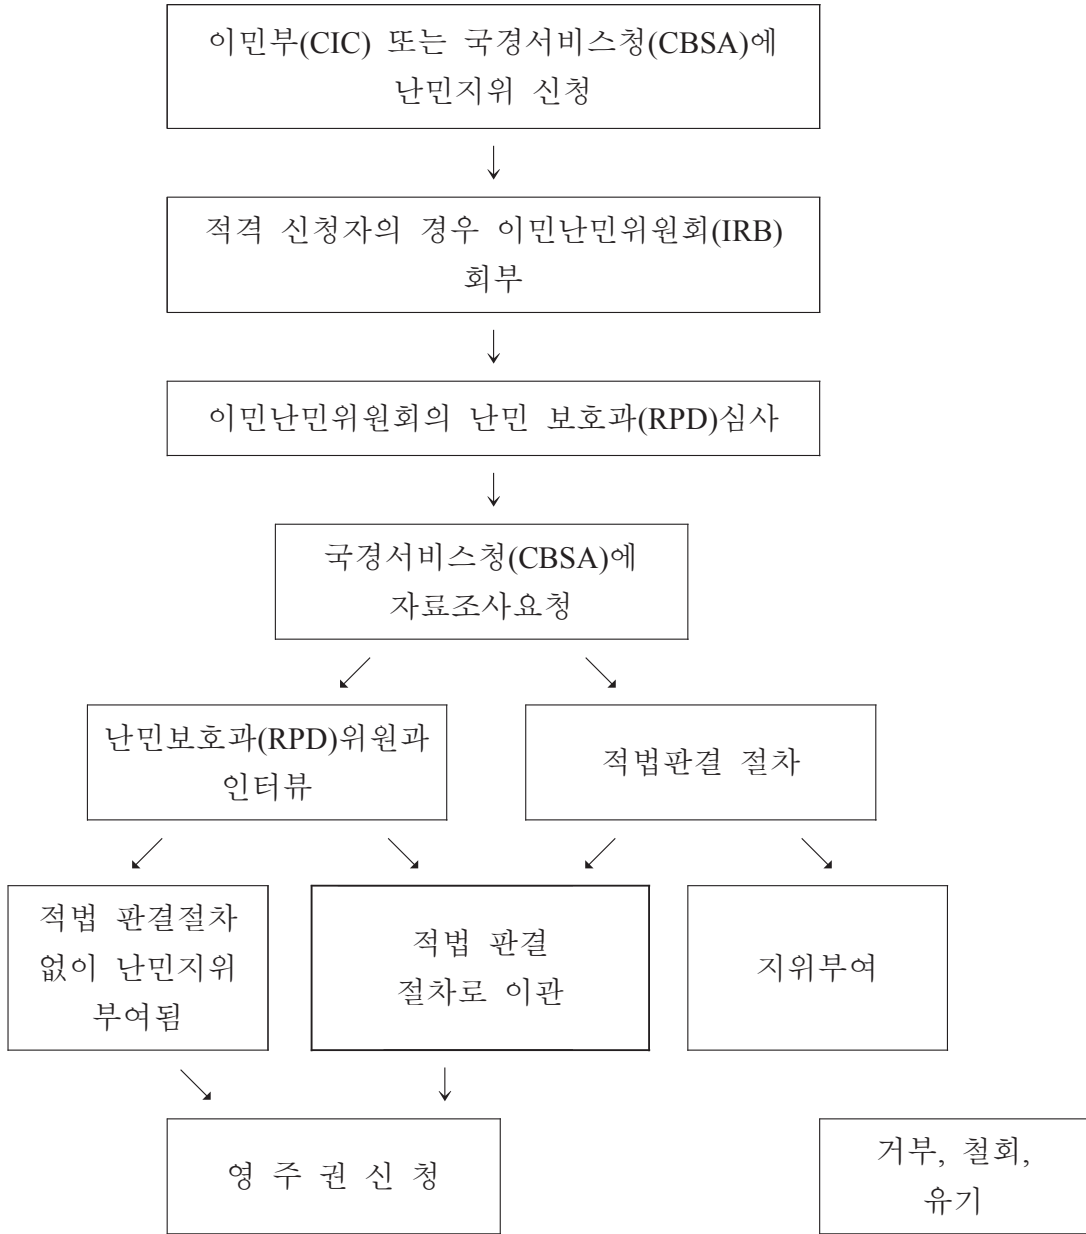 이민부(CIC) 또는 국경서비스청(CBSA)에
난민지위 신청
↓
적격 신청자의 경우 이민난민위원회(IRB)
회부
↓
이민난민위원회의 난민 보호과(RPD)심사
↓
국경서비스청(CBSA)에
자료조사요청
↙ ↘
난민보호과(RPD)위원과
인터뷰
적법판결 절차
↙ ↘ ↙ ↘
적법 판결절차
없이 난민지위
부여됨
적법 판결
절차로 이관
지위부여
↘ ↓
영 주 권 신 청
거부, 철회,
유기